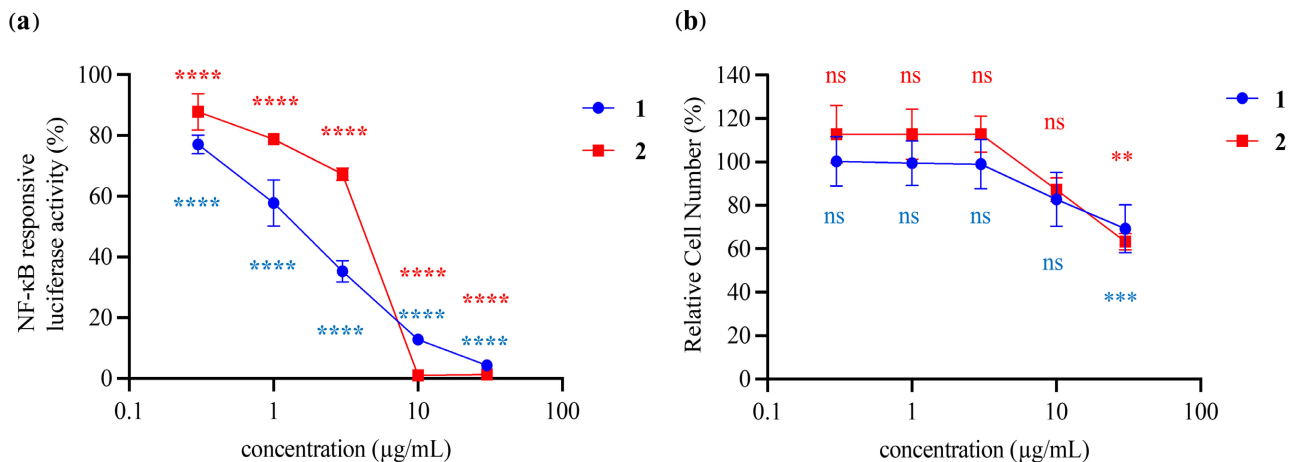 (a)
NF-κB responsive
luciferase activity (%)
100
80
60
40
20
0
0.1
1
10
100
concentration (μg/mL)
****
****
****
****
****
****
****
****
****
****
1
2
(b)
Relative Cell Number (%)
140
120
100
80
60
40
20
0
0.1
1
10
100
concentration (μg/mL)
ns
ns
ns
ns
**
ns
ns
ns
ns
***
1
2